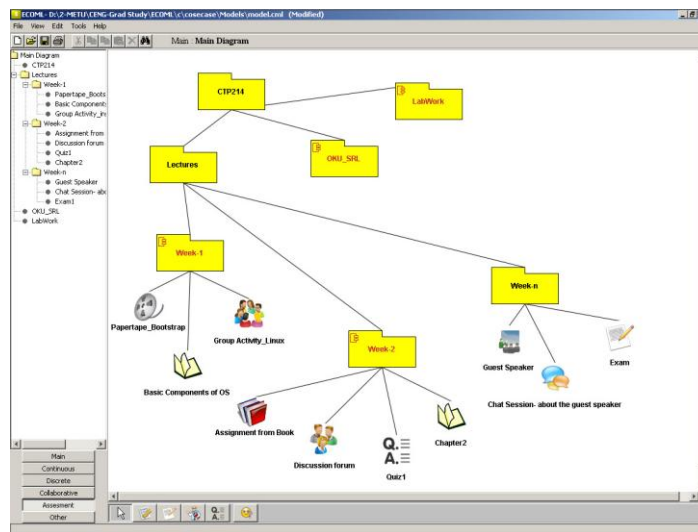 ECOML- D:\2-METU\CENG-Grad Study\ECOML\c\cosecase\Models\model.cml (Modified)
File View Edit Tools Help
Main : Main Diagram
Main Diagram
CTP214
Lectures
Week-1
Papertape_Boots
Basic Component
Group Activity_
Week-2
Assignment from
Discussion forum
Quiz1
Chapter2
Week-n
Guest Speaker
Chat Session- ab
Exam1
OKU_SRL
LabWork
Main
Continuous
Discrete
Collaborative
Assesment
Other
CTP214
LabWork
OKU_SRL
Lectures
Week-1
Week-n
Papertape_Bootstrap
Group Activity_Linux
Basic Components of OS
Week-2
Guest Speaker
Exam
Chat Session- about the guest speaker
Assignment from Book
Discussion forum
Q.
A.
Quiz1
Chapter2
Q.
A.